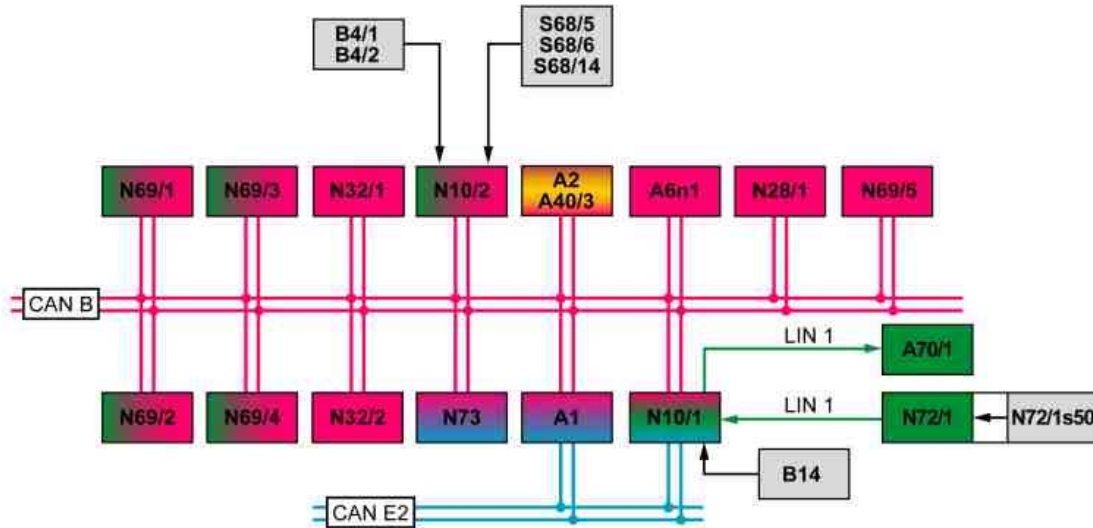 B4/1
B4/2
S68/5
S68/6
S68/14
N69/1
N69/3
N32/1
N10/2
A2
A40/3
A6n1
N28/1
N69/5
CAN B
LIN 1
A70/1
N69/2
N69/4
N32/2
N73
A1
N10/1
LIN 1
N72/1
N72/1s50
B14
CAN E2